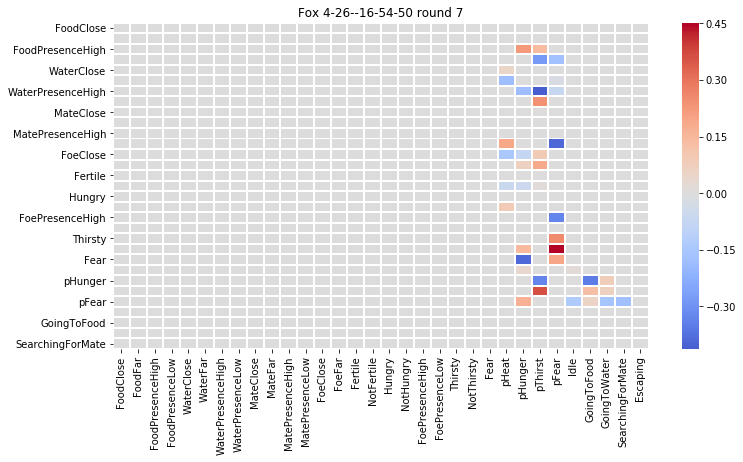 Fox 4-26--16-54-50 round 7
FoodClose
FoodPresenceHigh
WaterClose
WaterPresenceHigh
MateClose
MatePresenceHigh
FoeClose
Fertile
Hungry
FoePresenceHigh
Thirsty
Fear
pHunger
pFear
GoingToFood
SearchingForMate
FoodClose
FoodFar
FoodPresenceHigh
FoodPresenceLow
WaterClose
WaterFar
WaterPresenceHigh
WaterPresenceLow
MateClose
MateFar
MatePresenceHigh
MatePresenceLow
FoeClose
FoeFar
Fertile
NotFertile
Hungry
NotHungry
FoePresenceHigh
FoePresenceLow
Thirsty
NotThirsty
Fear
pHeat
pHunger
pThirst
pFear
Idle
GoingToFood
GoingToWater
SearchingForMate
Escaping
0.45
0.30
0.15
0.00
−0.15
−0.30